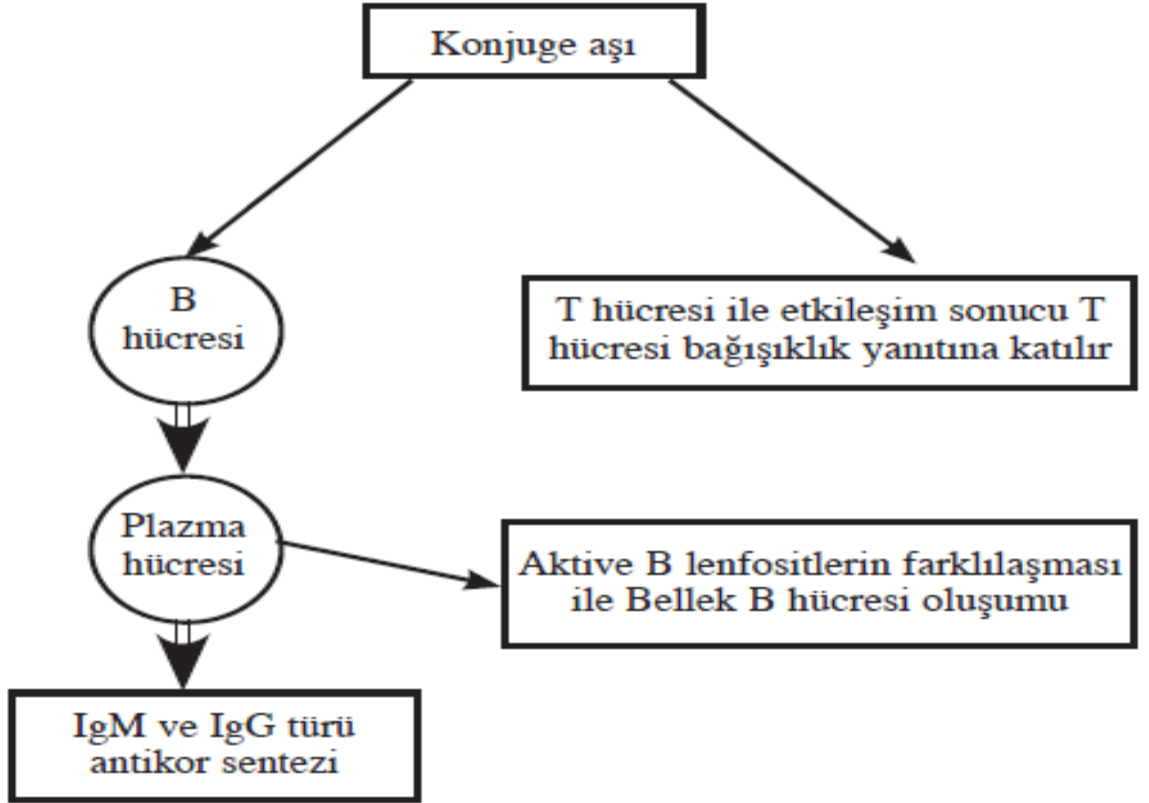 Konjuge aşı
B
hücresi
T hücresi ile etkileşim sonucu T
hücresi bağışıklık yanıtına katılır
Plazma
hücresi
Aktive B lenfositlerin farklılaşması
ile Bellek B hücresi oluşumu
IgM ve IgG türü
antikor sentezi